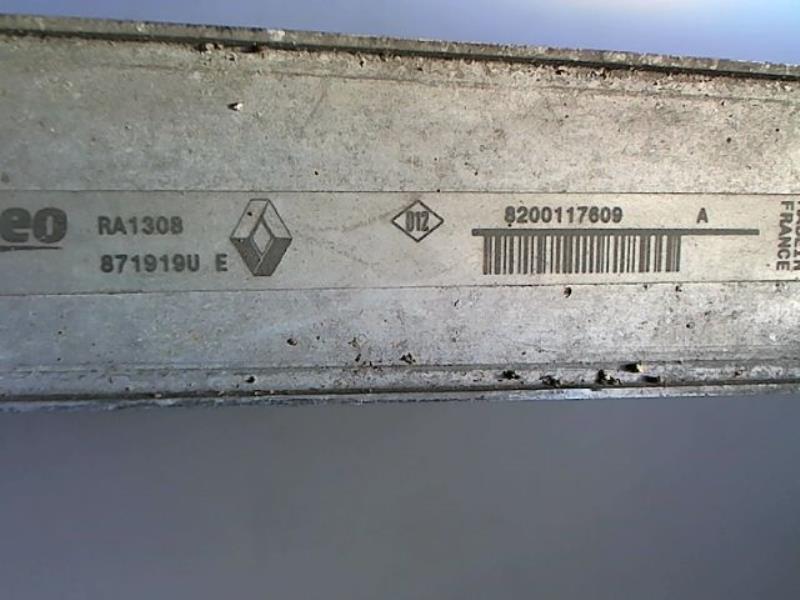 eo RA1308
871919U E
D12
8200117609 A
FRANCE